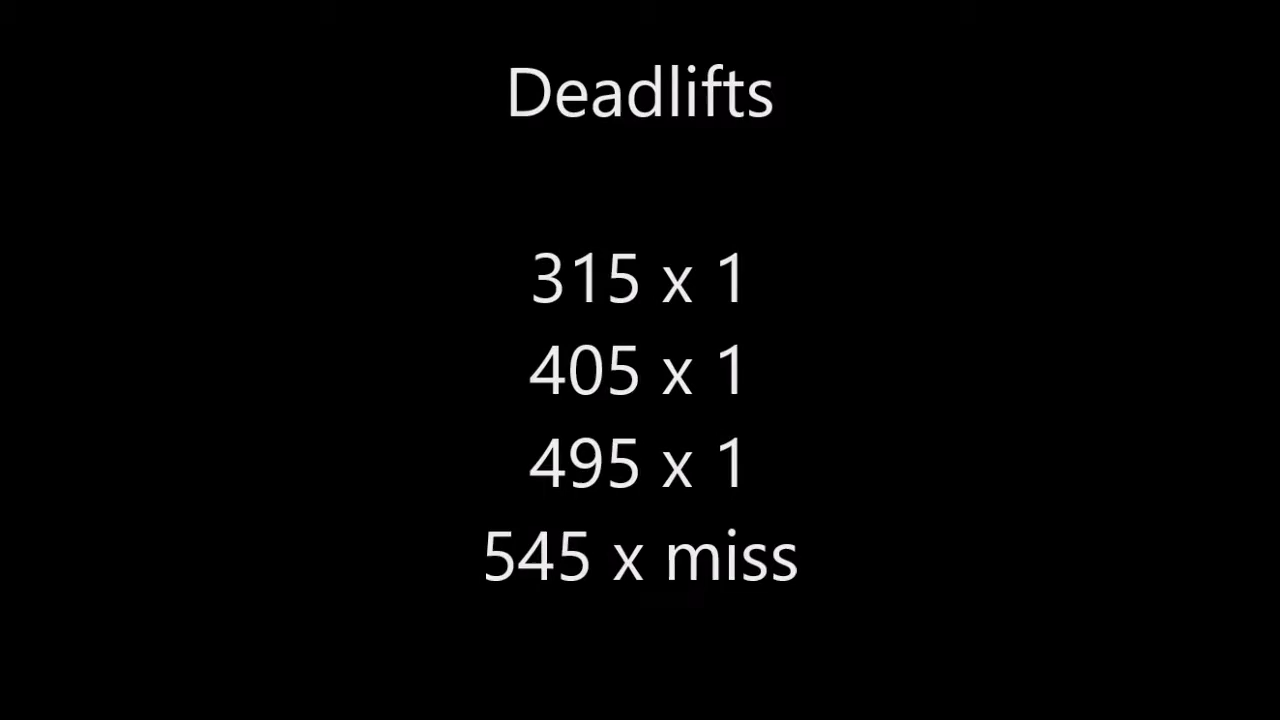 Deadlifts
315 x 1
405 x 1
495 x 1
545 x miss